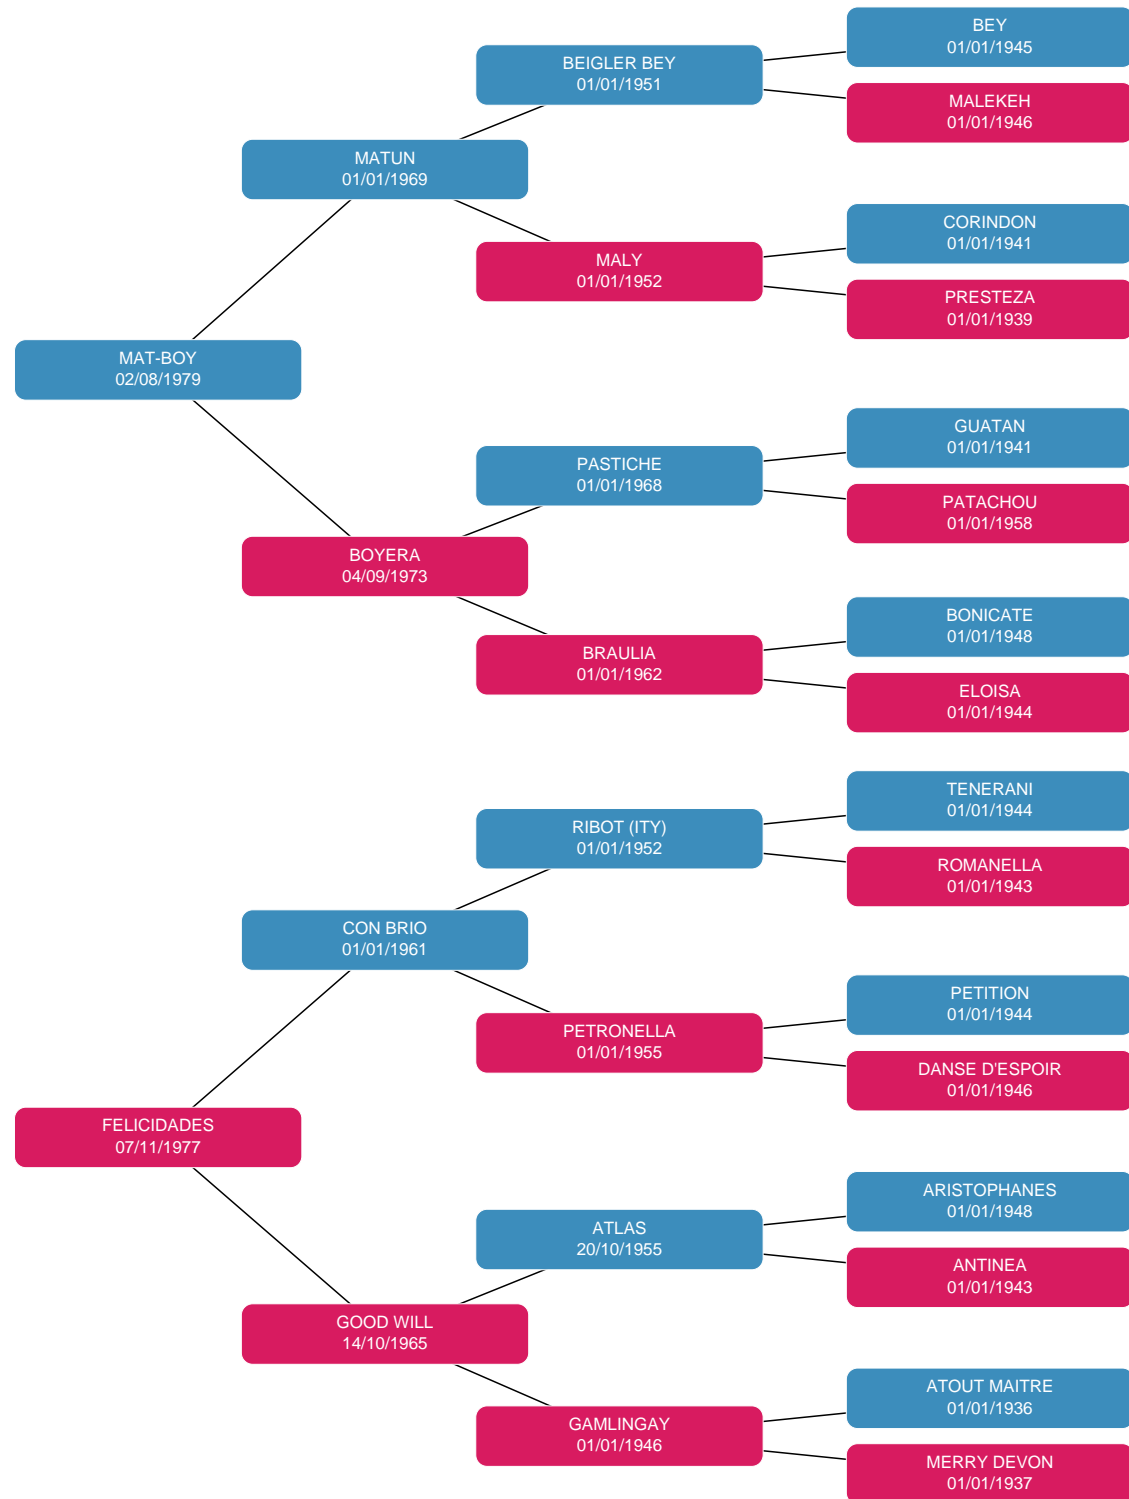 BEY
01/01/1945
BEIGLER BEY
01/01/1951
MALEKEH
01/01/1946
MATUN
01/01/1969
CORINDON
01/01/1941
MALY
01/01/1952
PRESTEZA
01/01/1939
MAT-BOY
02/08/1979
GUATAN
01/01/1941
PASTICHE
01/01/1968
PATACHOU
01/01/1958
BOYERA
04/09/1973
BONICATE
01/01/1948
BRAULIA
01/01/1962
ELOISA
01/01/1944
TENERANI
01/01/1944
RIBOT (ITY)
01/01/1952
ROMANELLA
01/01/1943
CON BRIO
01/01/1961
PETITION
01/01/1944
PETRONELLA
01/01/1955
DANSE D'ESPOIR
01/01/1946
FELICIDADES
07/11/1977
ARISTOPHANES
01/01/1948
ATLAS
20/10/1955
ANTINEA
01/01/1943
GOOD WILL
14/10/1965
ATOUT MAITRE
01/01/1936
GAMLINGAY
01/01/1946
MERRY DEVON
01/01/1937